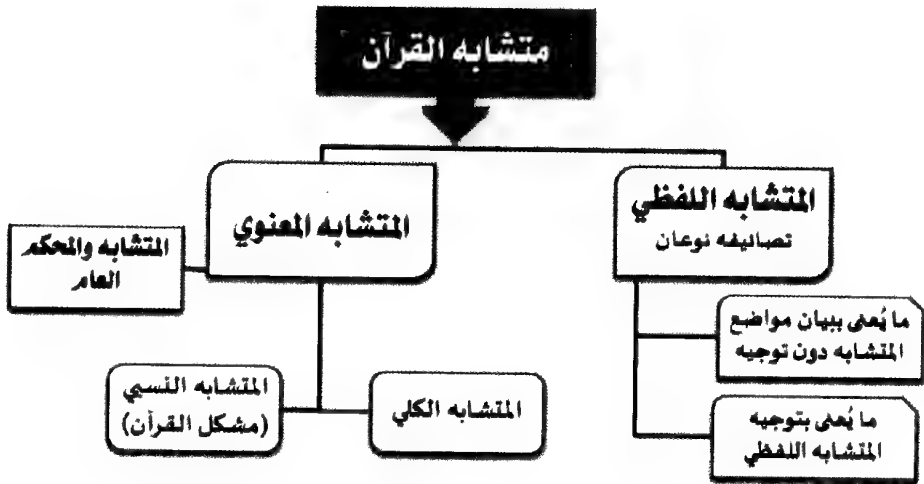 متشابه القرآن
المتشابه اللفظي
تصانيفه نوعان
ما يُعنى ببيان مواضع
المتشابه دون توجيه
ما يُعنى بتوجيه
المتشابه اللفظي
المتشابه المعنوي
المتشابه والمحكم
العام
المتشابه الكلي
المتشابه النسبي
(مشكل القرآن)